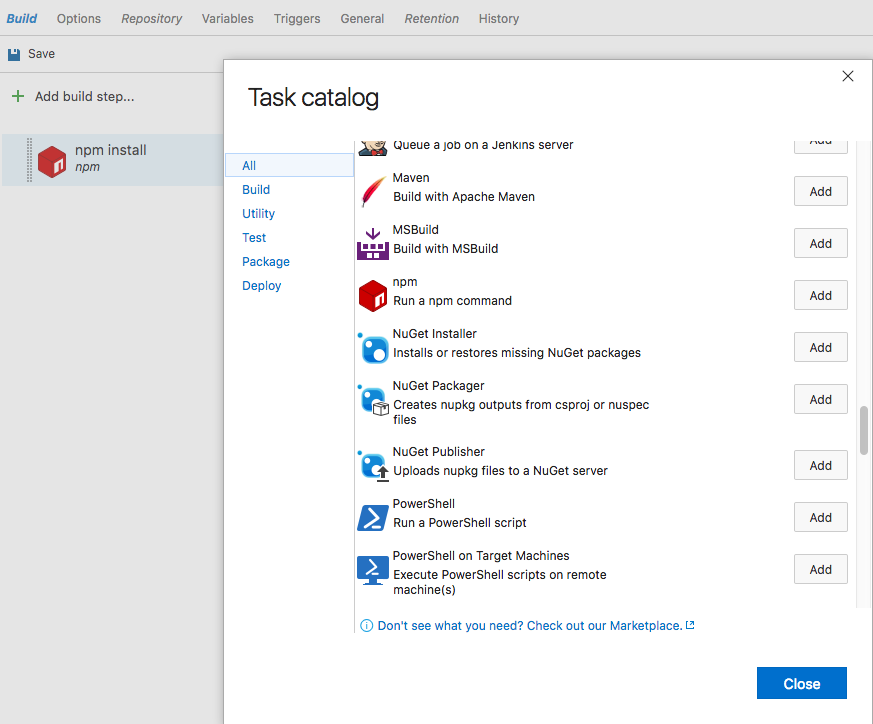 Build Options Repository Variables Triggers General Retention History
Save
Add build step...
npm install
npm
Task catalog
All
Build
Utility
Test
Package
Deploy
Queue a job on a Jenkins server
Add
Maven
Build with Apache Maven
Add
MSBuild
Build with MSBuild
Add
npm
Run a npm command
Add
NuGet Installer
Installs or restores missing NuGet packages
Add
NuGet Packager
Creates nupkg outputs from csproj or nuspec
files
Add
NuGet Publisher
Uploads nupkg files to a NuGet server
Add
PowerShell
Run a PowerShell script
Add
PowerShell on Target Machines
Execute PowerShell scripts on remote
machine(s)
Add
Don't see what you need? Check out our Marketplace.
Close